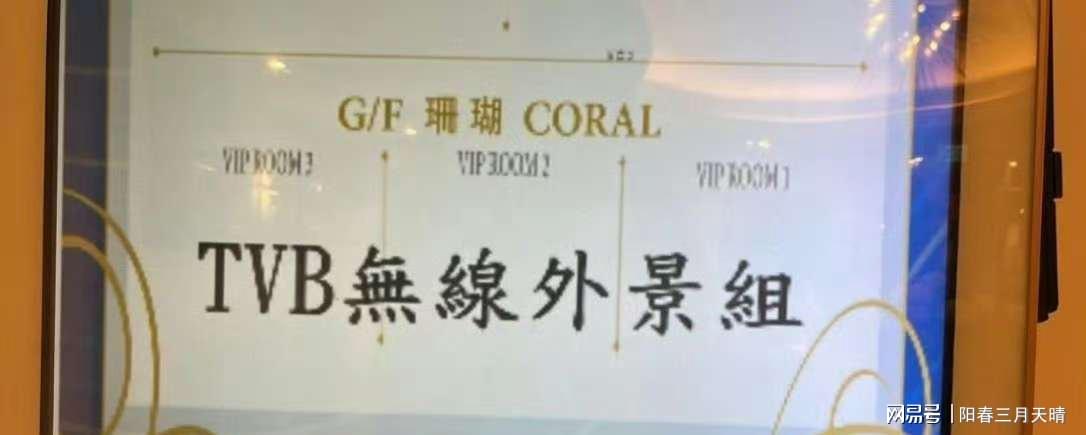 G/F 珊瑚 CORAL
VIP ROOM 3 VIP ROOM 2 VIP ROOM 1
TVB無線外景組
网易号 | 阳春三月天晴